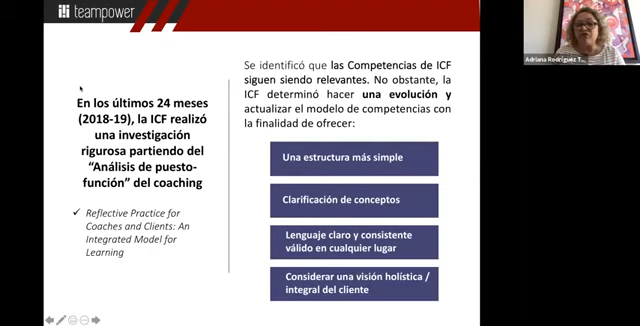 teampower
En los últimos 24 meses
(2018-19), la ICF realizó
una investigación
rigurosa partiendo del
“Análisis de puesto-
función” del coaching
✓ Reflective Practice for
Coaches and Clients: An
Integrated Model for
Learning
Se identificó que las Competencias de ICF
siguen siendo relevantes. No obstante, la
ICF determinó hacer una evolución y
actualizar el modelo de competencias con
la finalidad de ofrecer:
Una estructura más simple
Clarificación de conceptos
Lenguaje claro y consistente
válido en cualquier lugar
Considerar una visión holística /
integral del cliente
Adriana Rodríguez T...